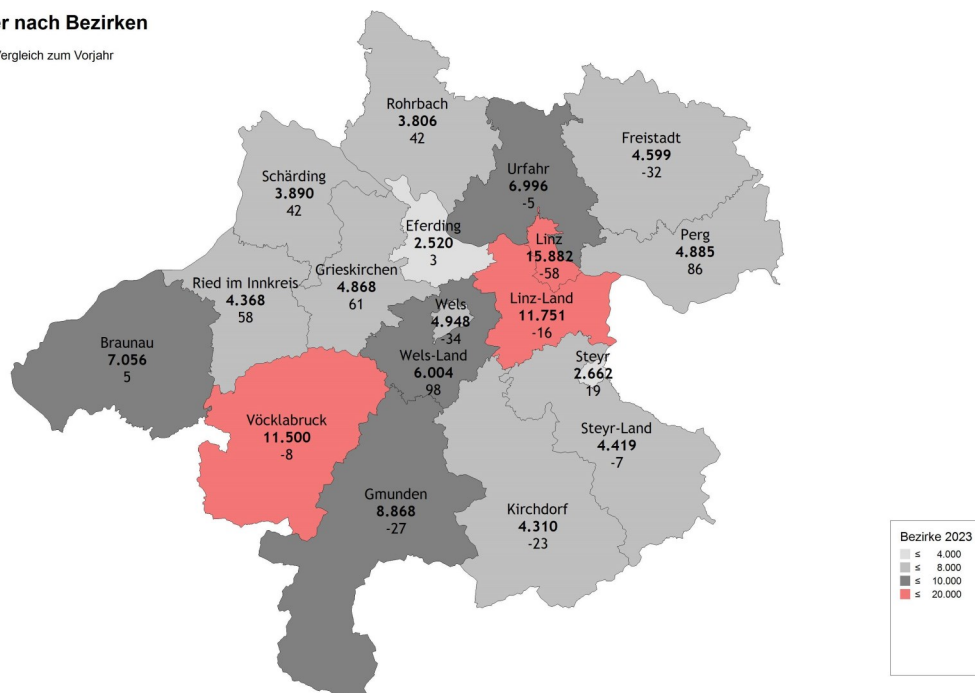 er nach Bezirken
Vergleich zum Vorjahr
Rohrbach
3.806
42
Freistadt
4.599
-32
Urfahr
6.996
-5
Schärding
3.890
42
Eferding
2.520
3
Linz
15.882
-58
Perg
4.885
86
Grieskirchen
4.868
61
Ried im Innkreis
4.368
58
Linz-Land
11.751
-16
Wels
4.948
-34
Braunau
7.056
5
Wels-Land
6.004
98
Steyr
2.662
19
Vöcklabruck
11.500
-8
Steyr-Land
4.419
-7
Gmunden
8.868
-27
Kirchdorf
4.310
-23
Bezirke 2023
≤ 4.000
≤ 8.000
≤ 10.000
≤ 20.000